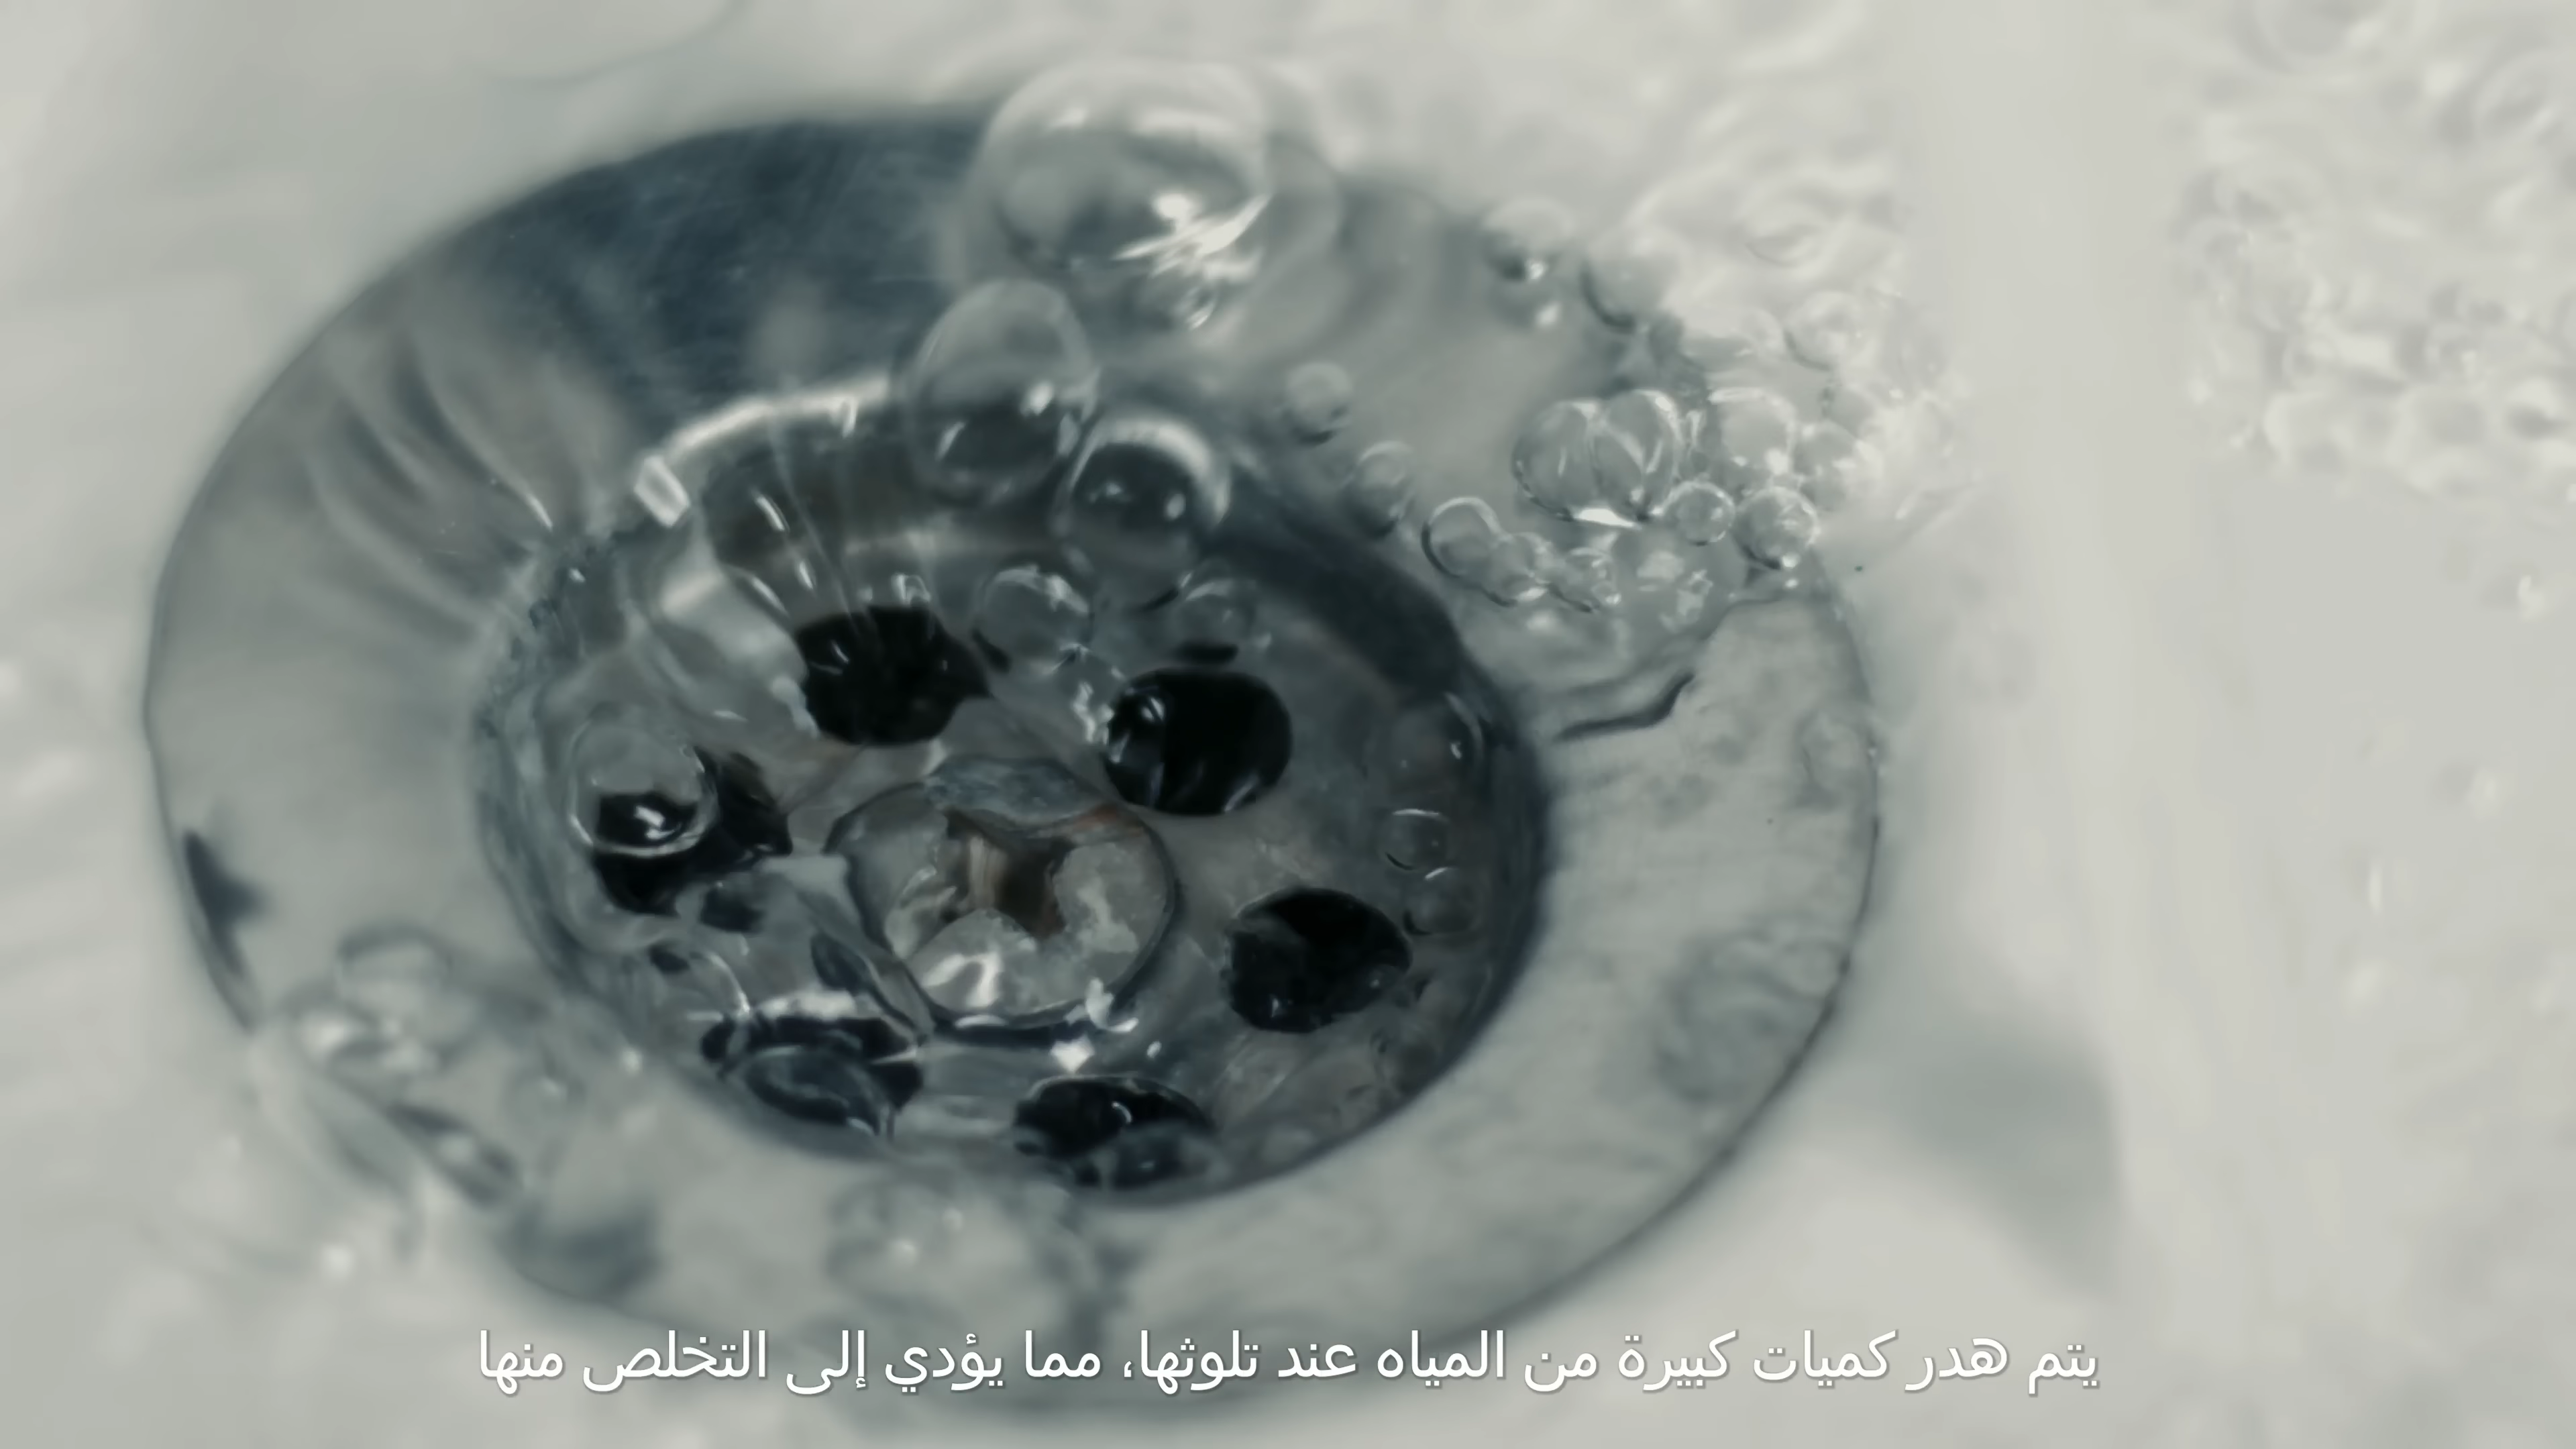 يتم هدر كميات كبيرة من المياه عند تلوثها، مما يؤدي إلى التخلص منها